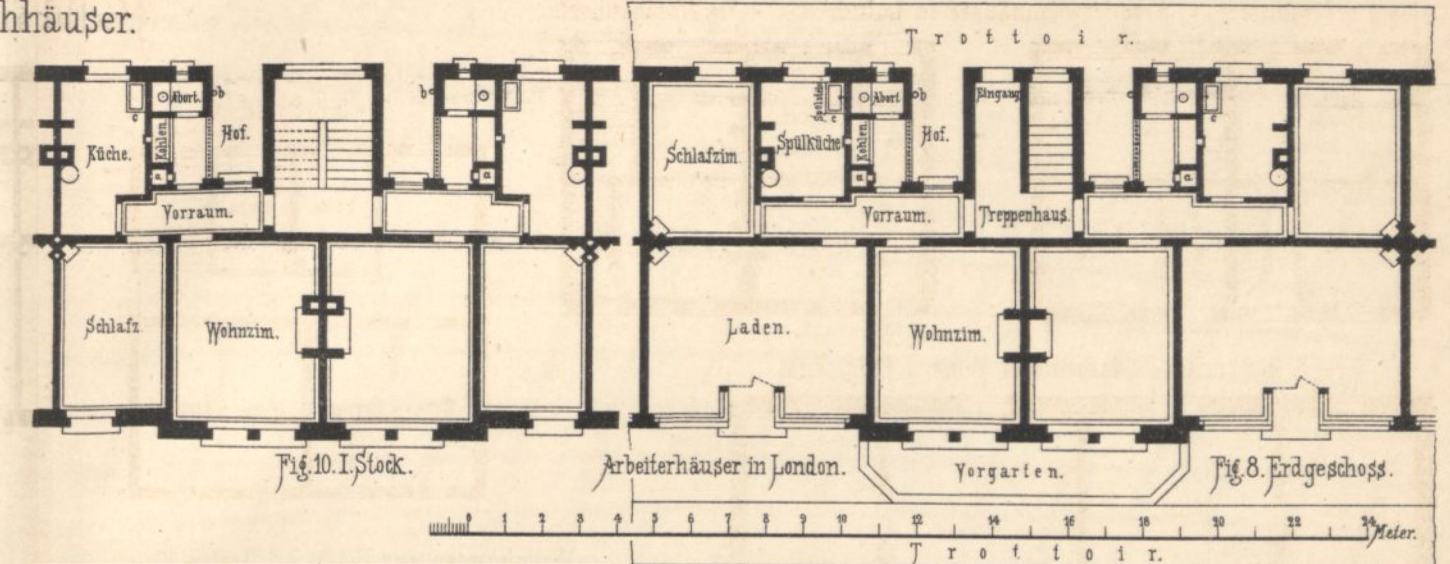 hhäuser.
Trottoir.
Küche.
c
Kohlen.
a
Abort.
b
Hof.
b
a
Vorraum.
Schlafz
Wohnzim.
Fig. 10. I. Stock.
Schlafzim.
Spülküche
c
Kohlen.
a
Abort
b
Hof.
Eingang
a
c
a
Vorraum.
Treppenhaus.
Laden.
Wohnzim.
Arbeiterhäuser in London.
Vorgarten.
Fig. 8. Erdgeschoss.
0 1 2 3 4 5 6 7 8 9 10 12 14 16 18 20 22 24 Meter.
Trottoir.